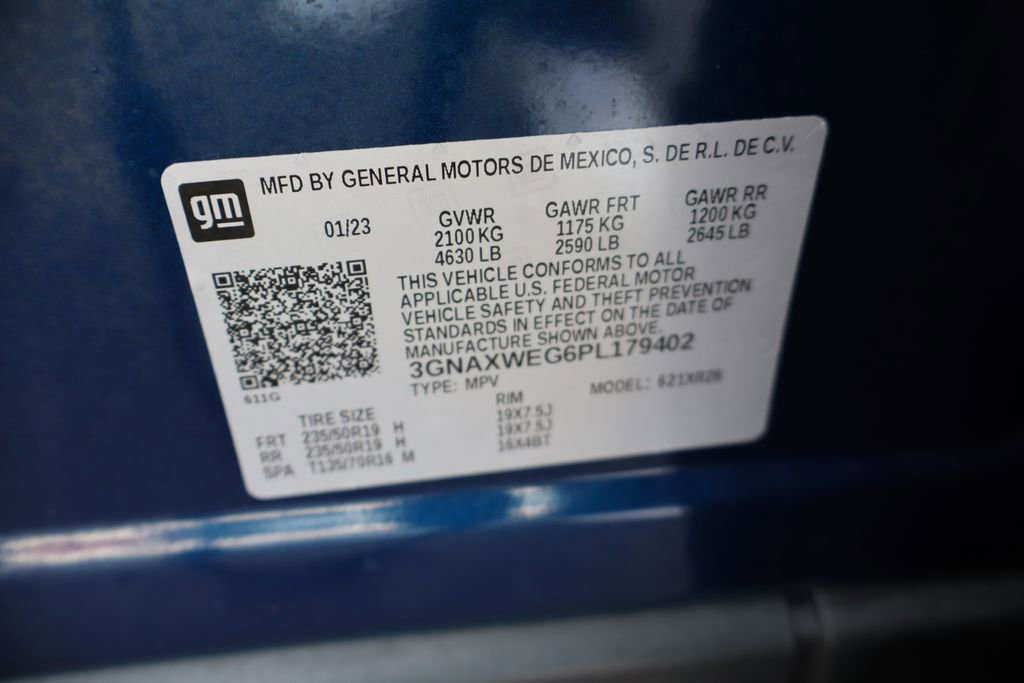 gm
MFD BY GENERAL MOTORS DE MEXICO, S. DE R.L. DE C.V.
01/23 GVWR GAWR FRT GAWR RR
2100 KG 1175 KG 1200 KG
4630 LB 2590 LB 2645 LB
THIS VEHICLE CONFORMS TO ALL
APPLICABLE U.S. FEDERAL MOTOR
VEHICLE SAFETY AND THEFT PREVENTION
STANDARDS IN EFFECT ON THE DATE OF
MANUFACTURE SHOWN ABOVE.
3GNAXWEG6PL179402
TYPE: MPV MODEL:
611G
TIRE SIZE RIM
FRT 235/50R19 H 19X7.5J
RR 235/50R19 H 19X7.5J
SPA T135/70R16 M 16X4BT